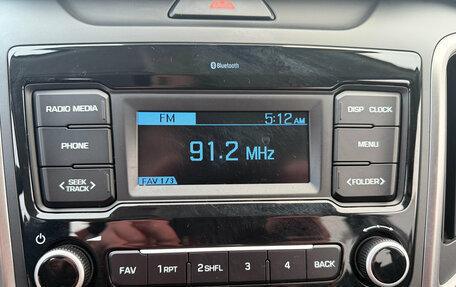 Bluetooth
RADIO MEDIA
FM 5:12 AM
DISP CLOCK
PHONE
91.2 MHz
MENU
< SEEK TRACK >
FAV 1/3
< FOLDER >
FAV 1 RPT 2 SHFL 3 4 BACK